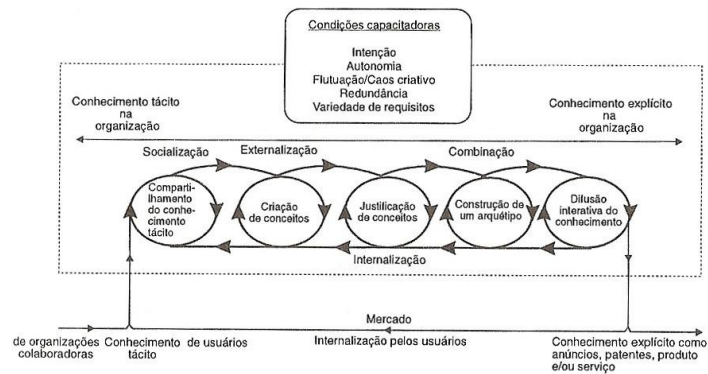 Condições capacitadoras
Intenção
Autonomia
Flutuação/Caos criativo
Redundância
Variedade de requisitos
Conhecimento tácito
na
organização
Conhecimento explícito
na
organização
Socialização
Externalização
Combinação
Comparti-
lhamento
do conhe-
cimento
tácito
Criação
de conceitos
Justificação
de conceitos
Construção de
um arquétipo
Difusão
interativa do
conhecimento
Internalização
Mercado
de organizações
colaboradoras
Conhecimento
tácito
de usuários
Internalização pelos usuários
Conhecimento explícito como
anúncios, patentes, produto
e/ou serviço